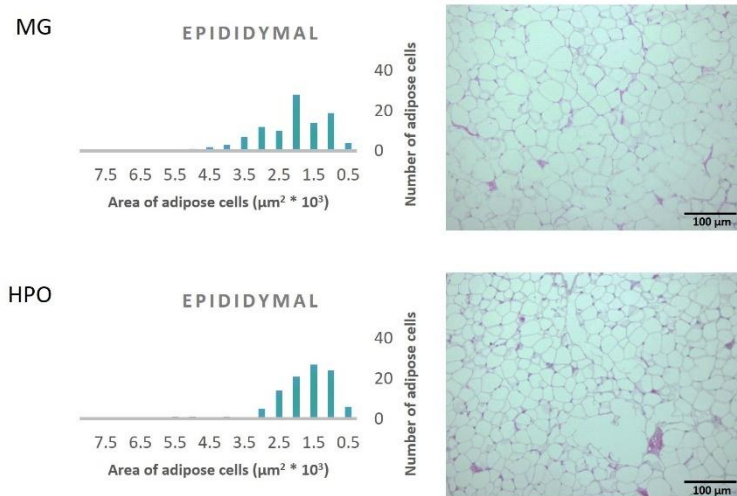 MG
EPIDIDYMAL
40
20
0
Number of adipose cells
7.5 6.5 5.5 4.5 3.5 2.5 1.5 0.5
Area of adipose cells (µm² * 10³)
100 µm
HPO
EPIDIDYMAL
40
20
0
Number of adipose cells
7.5 6.5 5.5 4.5 3.5 2.5 1.5 0.5
Area of adipose cells (µm² * 10³)
100 µm